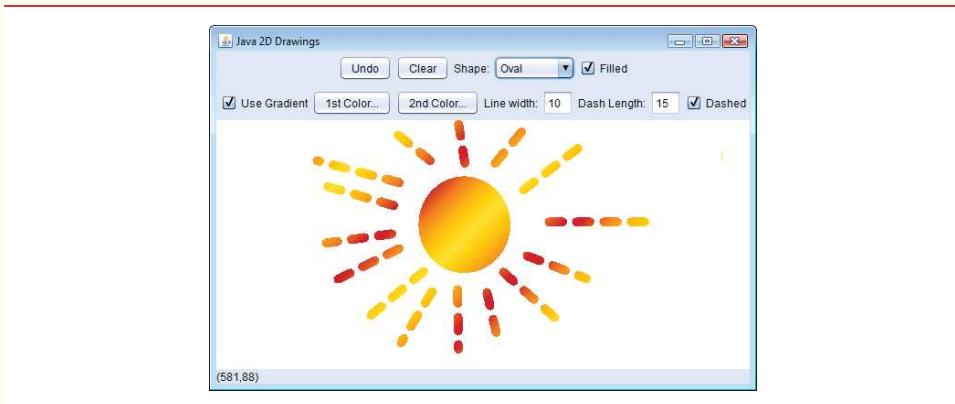 Java 2D Drawings
Undo Clear Shape: Oval Filled
Use Gradient 1st Color... 2nd Color... Line width: 10 Dash Length: 15 Dashed
(581,88)